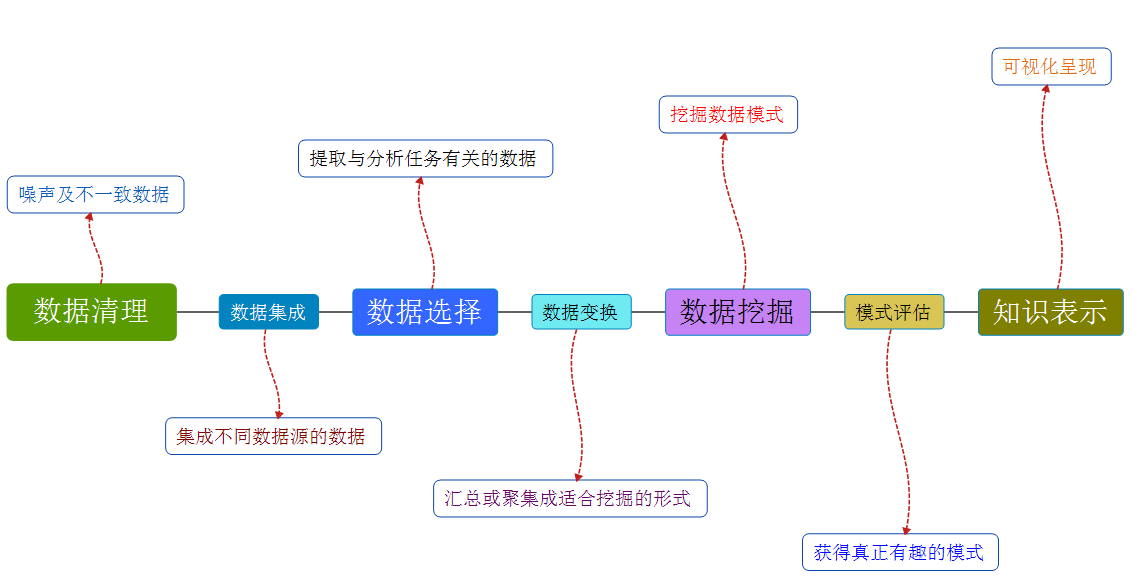 可视化呈现
挖掘数据模式
提取与分析任务有关的数据
噪声及不一致数据
数据清理
数据集成
数据选择
数据变换
数据挖掘
模式评估
知识表示
集成不同数据源的数据
汇总或聚集成适合挖掘的形式
获得真正有趣的模式